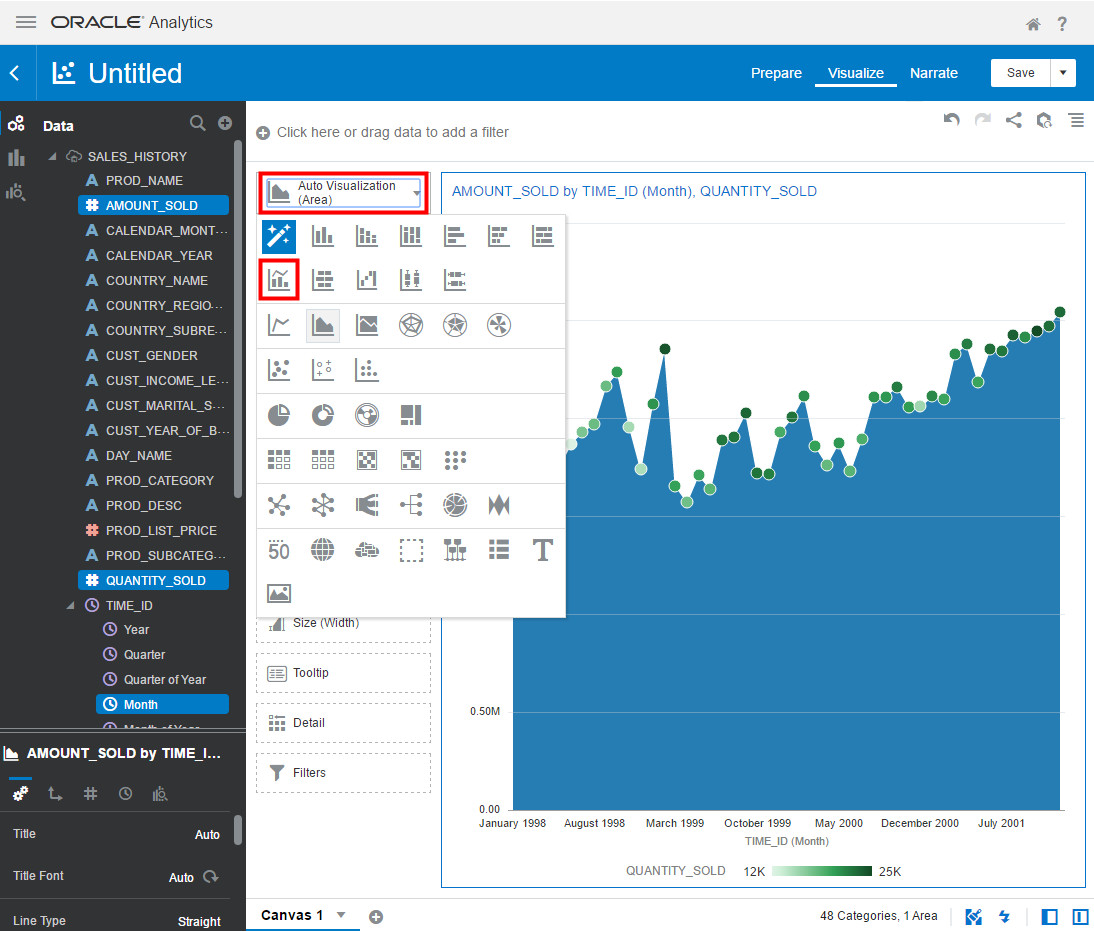 ORACLE Analytics
?
Untitled
Prepare
Visualize
Narrate
Save
Data
SALES_HISTORY
A PROD_NAME
# AMOUNT_SOLD
A CALENDAR_MONT...
A CALENDAR_YEAR
A COUNTRY_NAME
A COUNTRY_REGIO...
A COUNTRY_SUBRE...
A CUST_GENDER
A CUST_INCOME_LE...
A CUST_MARITAL_S...
A CUST_YEAR_OF_B...
A DAY_NAME
A PROD_CATEGORY
A PROD_DESC
# PROD_LIST_PRICE
A PROD_SUBCATEG...
# QUANTITY_SOLD
TIME_ID
Year
Quarter
Quarter of Year
Month
Month of Year
AMOUNT_SOLD by TIME_I...
#
Title
Auto
Title Font
Auto
Line Type
Straight
Click here or drag data to add a filter
Auto Visualization
(Area)
50
T
Size (Width)
Tooltip
Detail
Filters
AMOUNT_SOLD by TIME_ID (Month), QUANTITY_SOLD
0.50M
0.00
January 1998
August 1998
March 1999
October 1999
May 2000
December 2000
July 2001
TIME_ID (Month)
QUANTITY_SOLD
12K
25K
Canvas 1
48 Categories, 1 Area